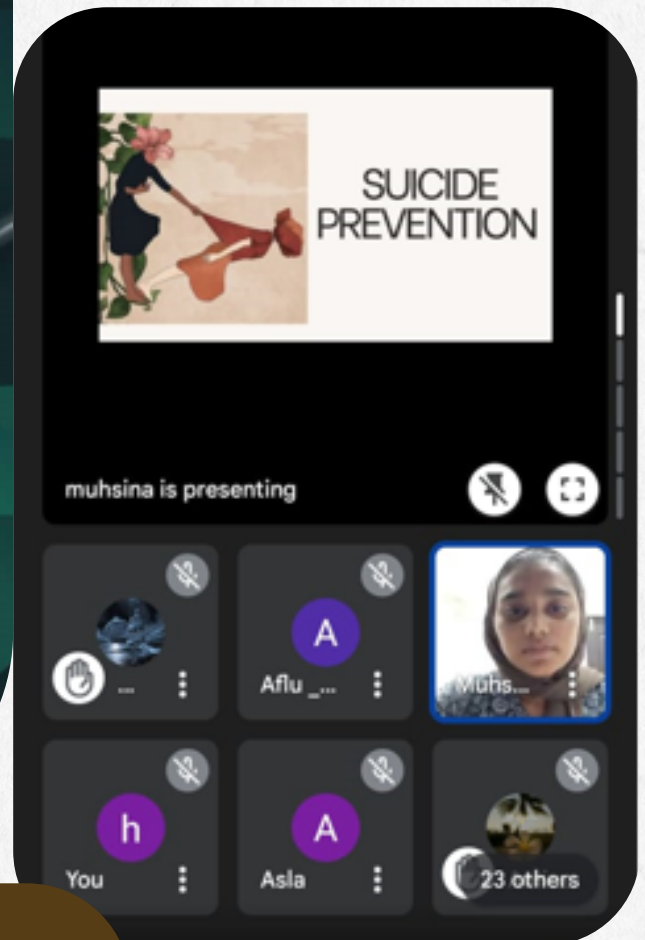 SUICIDE
PREVENTION
muhsina is presenting
...
A
Aflu _...
Muhs...
h
You
A
Asla
23 others